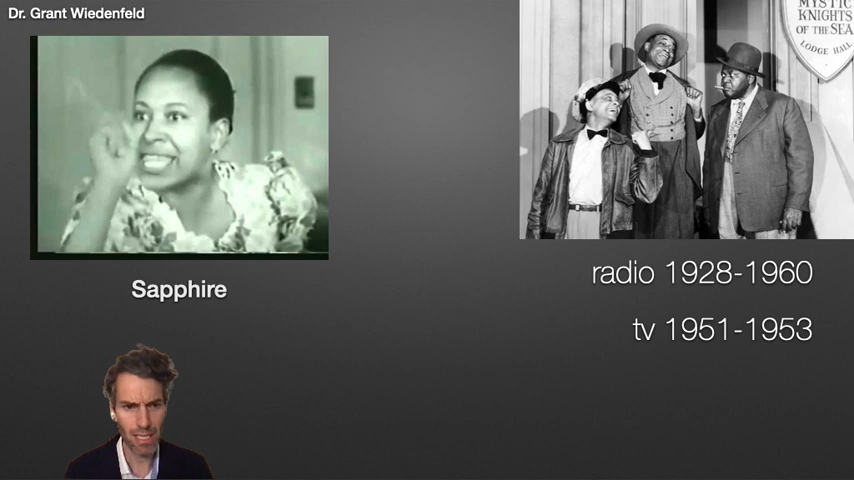 Dr. Grant Wiedenfeld
MYSTIC
KNIGHTS
OF THE SEA
LODGE HALL
Sapphire
radio 1928-1960
tv 1951-1953